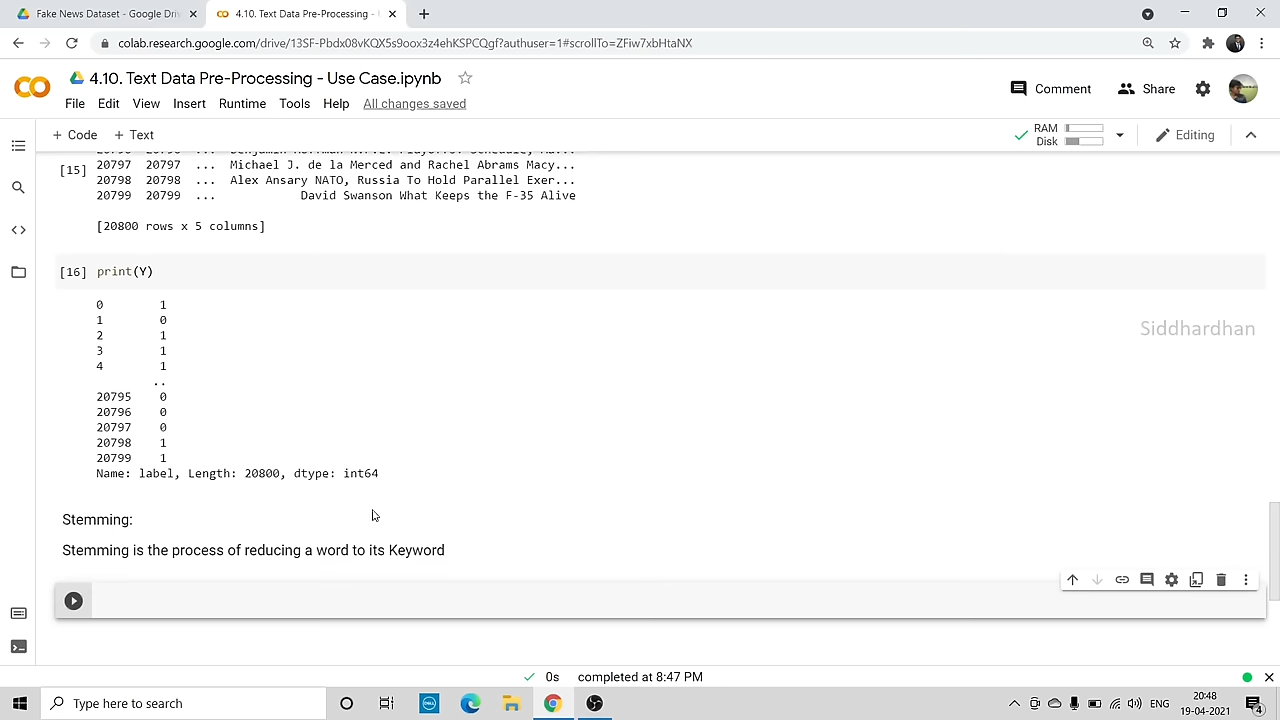 Fake News Dataset - Google Dri
4.10. Text Data Pre-Processing -
colab.research.google.com/drive/13SF-Pbdx08vKQX5s9oox3z4ehKSPCQgf?authuser=1#scrollTo=ZFiw7xbHtaNX
4.10. Text Data Pre-Processing - Use Case.ipynb
Comment Share
File Edit View Insert Runtime Tools Help All changes saved
+ Code + Text
RAM
Disk
Editing
[15]
20797 20797 ... Michael J. de la Merced and Rachel Abrams Macy...
20798 20798 ... Alex Ansary NATO, Russia To Hold Parallel Exer...
20799 20799 ... David Swanson What Keeps the F-35 Alive
[20800 rows x 5 columns]
[16] print(Y)
0 1
1 0
2 1
3 1
4 1
..
20795 0
20796 0
20797 0
20798 1
20799 1
Name: label, Length: 20800, dtype: int64
Siddhardhan
Stemming:
Stemming is the process of reducing a word to its Keyword
0s completed at 8:47 PM
Type here to search
DELL
ENG
20:48
19-04-2021
4